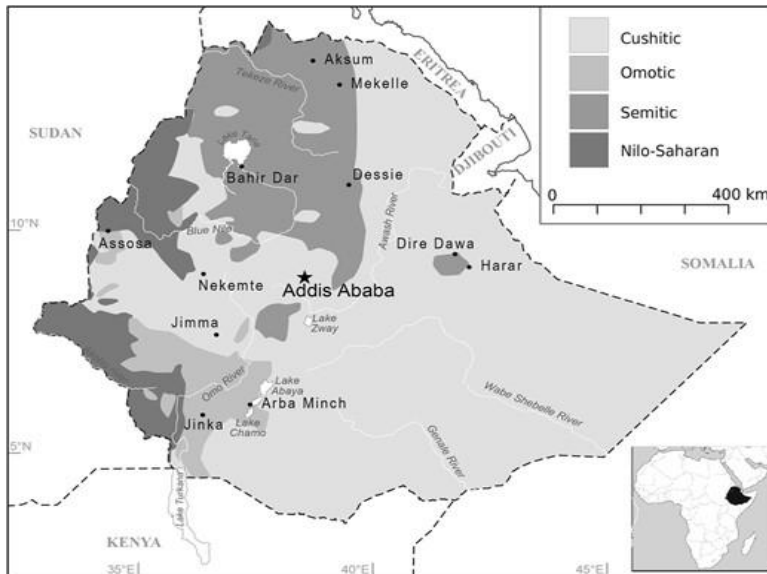 Cushitic
Omotic
Semitic
Nilo-Saharan
0
400 km
SUDAN
ERITREA
DJIBOUTI
SOMALIA
KENYA
Aksum
Mekelle
Tekeze River
Lake Tana
Bahir Dar
Dessie
Awash River
10°N
Assosa
Blue Nile
Dire Dawa
Harar
Nekemte
Addis Ababa
Jimma
Lake
Zway
Omo River
Lake
Abaya
Wabe Shebelle River
Arba Minch
Jinka
Lake
Chamo
Genale River
5°N
Lake Turkana
35°E
40°E
45°E